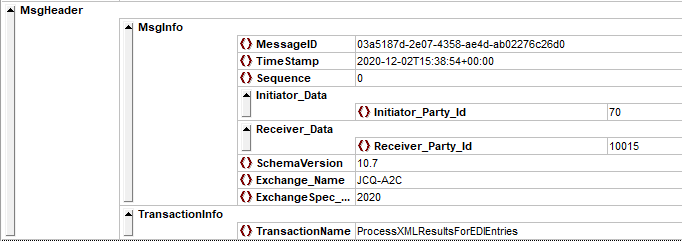 MsgHeader
MsgInfo
MessageID 03a5187d-2e07-4358-ae4d-ab02276c26d0
TimeStamp 2020-12-02T15:38:54+00:00
Sequence 0
Initiator_Data
Initiator_Party_Id 70
Receiver_Data
Receiver_Party_Id 10015
SchemaVersion 10.7
Exchange_Name JCQ-A2C
ExchangeSpec_... 2020
TransactionInfo
TransactionName ProcessXMLResultsForEDIEntries